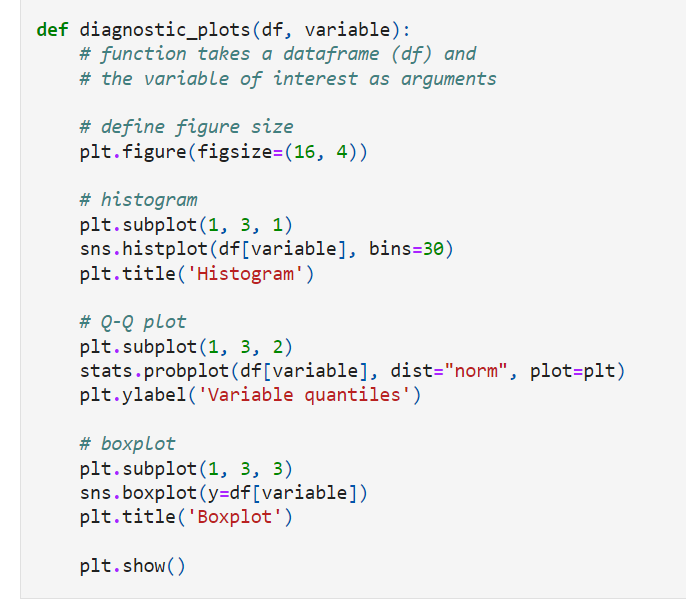 def diagnostic_plots(df, variable):
    # function takes a dataframe (df) and
    # the variable of interest as arguments

    # define figure size
    plt.figure(figsize=(16, 4))

    # histogram
    plt.subplot(1, 3, 1)
    sns.histplot(df[variable], bins=30)
    plt.title('Histogram')

    # Q-Q plot
    plt.subplot(1, 3, 2)
    stats.probplot(df[variable], dist="norm", plot=plt)
    plt.ylabel('Variable quantiles')

    # boxplot
    plt.subplot(1, 3, 3)
    sns.boxplot(y=df[variable])
    plt.title('Boxplot')

    plt.show()